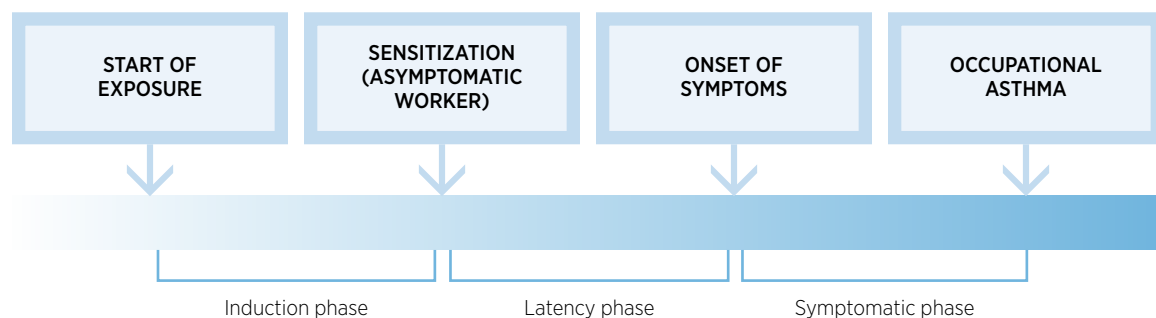 START OF
EXPOSURE
SENSITIZATION
(ASYMPTOMATIC
WORKER)
ONSET OF
SYMPTOMS
OCCUPATIONAL
ASTHMA
Induction phase
Latency phase
Symptomatic phase